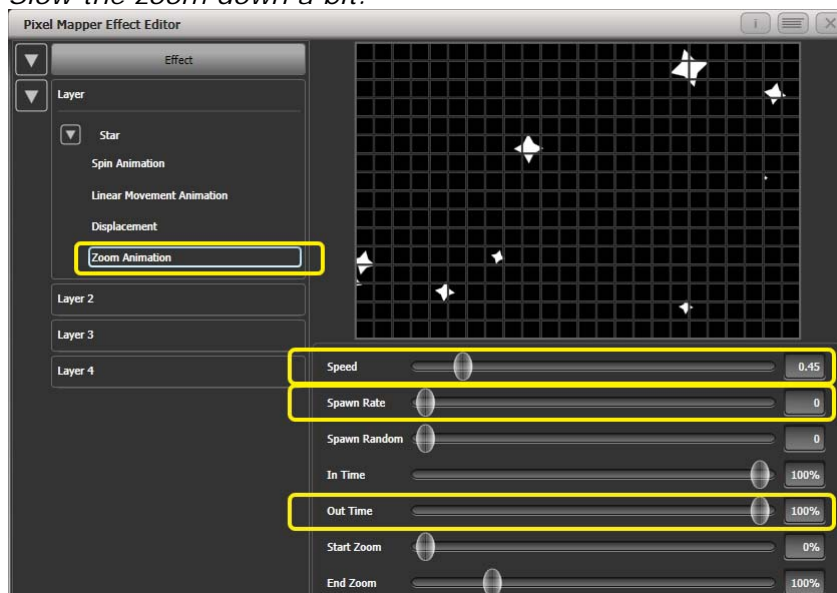 Slow the zoom down a bit:
Pixel Mapper Effect Editor
Effect
Layer
Star
Spin Animation
Linear Movement Animation
Displacement
Zoom Animation
Layer 2
Layer 3
Layer 4
Speed 0.45
Spawn Rate 0
Spawn Random 0
In Time 100%
Out Time 100%
Start Zoom 0%
End Zoom 100%